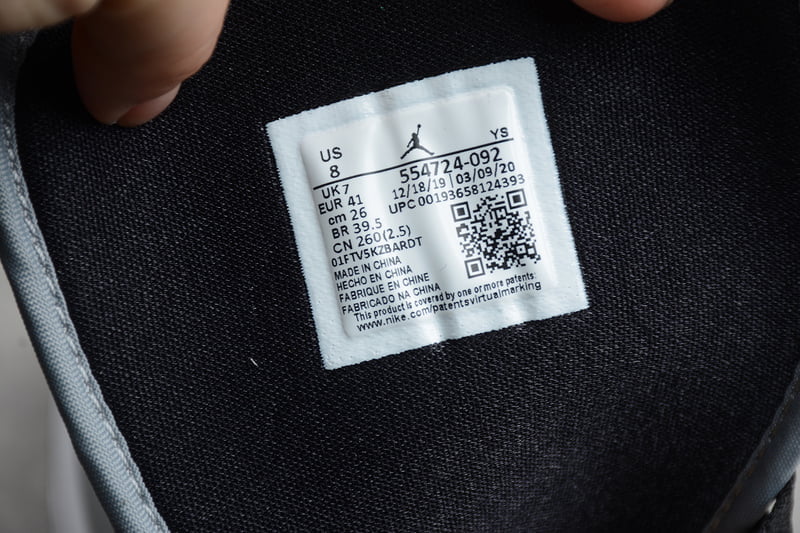 US
8
YS
UK 7
EUR 41
cm 26
BR 39.5
CN 260(2.5)
01FTV5KZBARDT
554724-092
12/18/19 03/09/20
UPC 00193658124393
MADE IN CHINA
HECHO EN CHINA
FABRIQUE EN CHINE
FABRICADO NA CHINA
This product is covered by one or more patents:
www.nike.com/patentsvirtualmarking